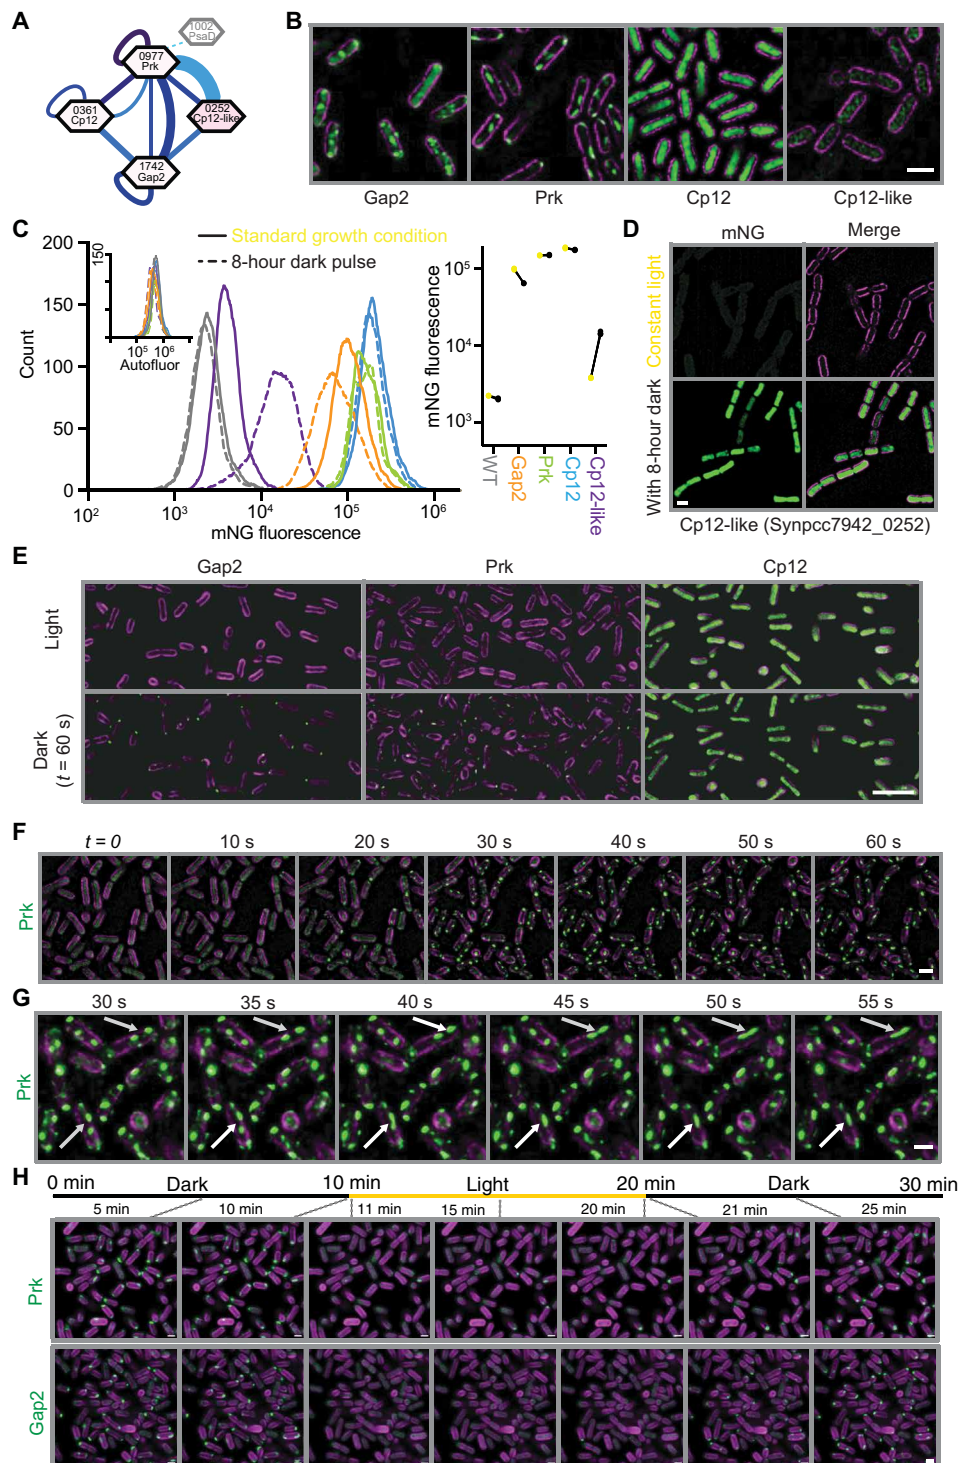 A
1002
PsaD
0977
Prk
0361
Cp12
0252
Cp12-like
1742
Gap2
B
Gap2 Prk Cp12 Cp12-like
C
Standard growth condition
8-hour dark pulse
200
150
100
50
0
Count
150
10⁵ 10⁶
Autofluor
10² 10³ 10⁴ 10⁵ 10⁶
mNG fluorescence
mNG fluorescence
10⁵
10⁴
10³
WT
Gap2
Prk
Cp12
Cp12-like
D
mNG Merge
Constant light
With 8-hour dark
Cp12-like (Synpcc7942_0252)
E
Gap2 Prk Cp12
Light
Dark
(t = 60 s)
F
t = 0 10 s 20 s 30 s 40 s 50 s 60 s
Prk
G
30 s 35 s 40 s 45 s 50 s 55 s
Prk
H
0 min Dark 10 min Light 20 min Dark 30 min
5 min 10 min 11 min 15 min 20 min 21 min 25 min
Prk
Gap2